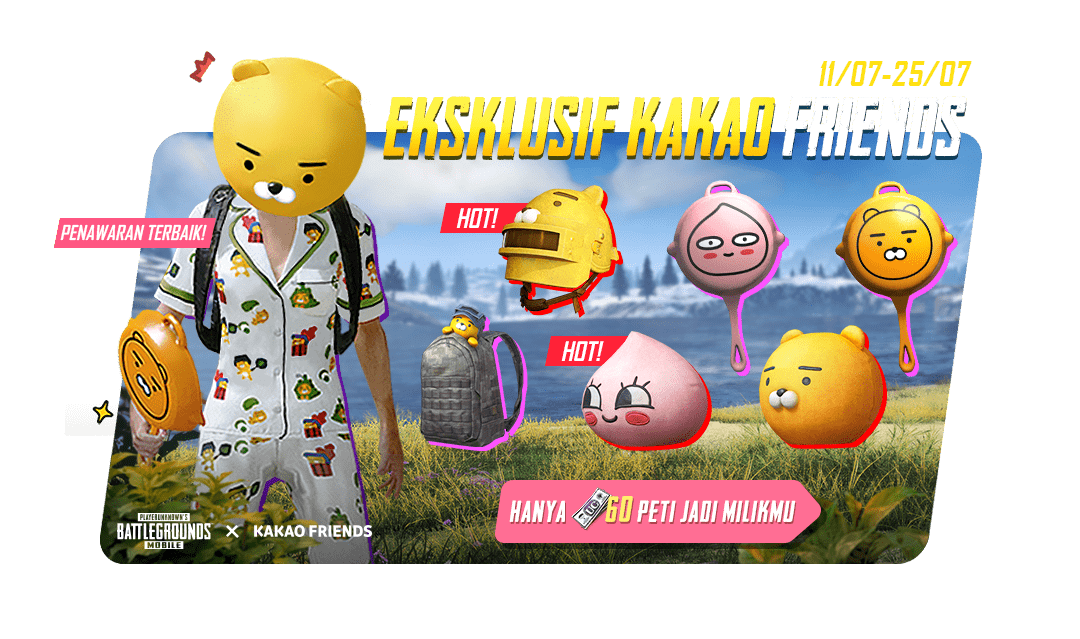 11/07-25/07
EKSKLUSIF KAKAO FRIENDS
PENAWARAN TERBAIK!
HOT!
HOT!
HANYA UC 60 PETI JADI MILIKMU
PLAYERUNKNOWN'S
BATTLEGROUNDS
MOBILE
X KAKAO FRIENDS